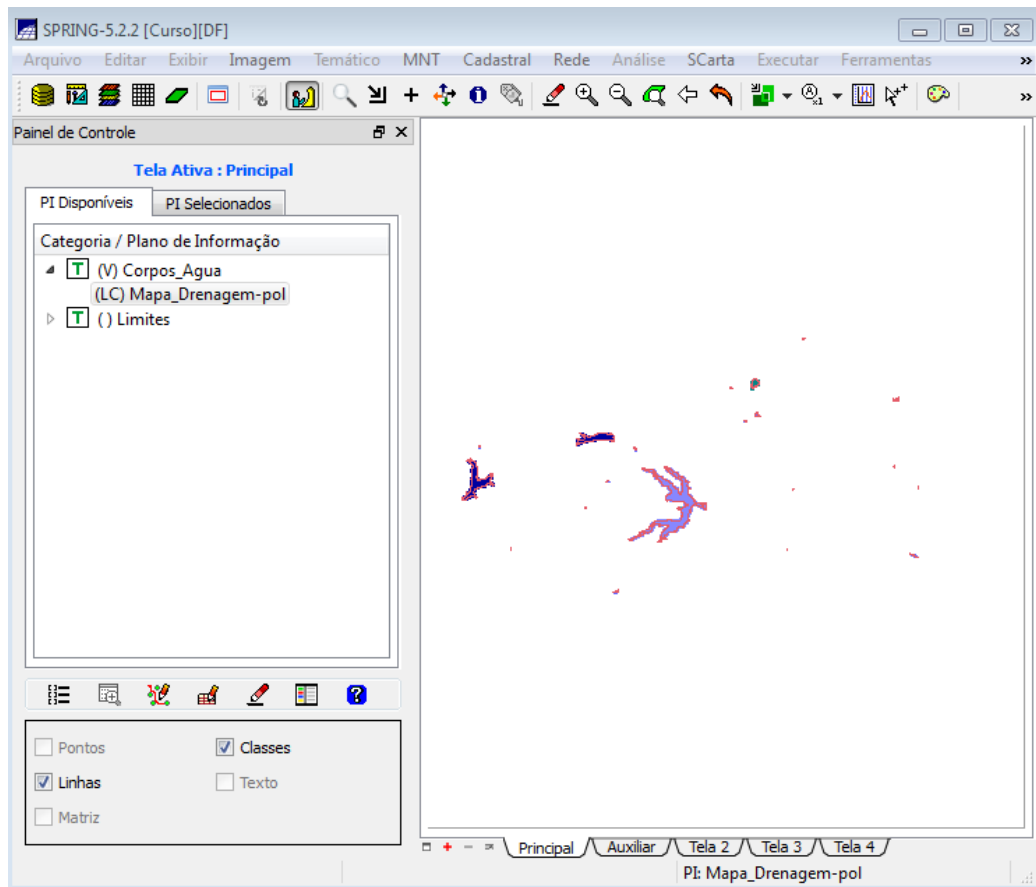 SPRING-5.2.2 [Curso][DF]
Arquivo Editar Exibir Imagem Temático MNT Cadastral Rede Análise SCarta Executar Ferramentas »
»
Painel de Controle
Tela Ativa : Principal
PI Disponíveis PI Selecionados
Categoria / Plano de Informação
T (V) Corpos_Agua
(LC) Mapa_Drenagem-pol
T ( ) Limites
Pontos Classes
Linhas Texto
Matriz
Principal Auxiliar Tela 2 Tela 3 Tela 4
PI: Mapa_Drenagem-pol